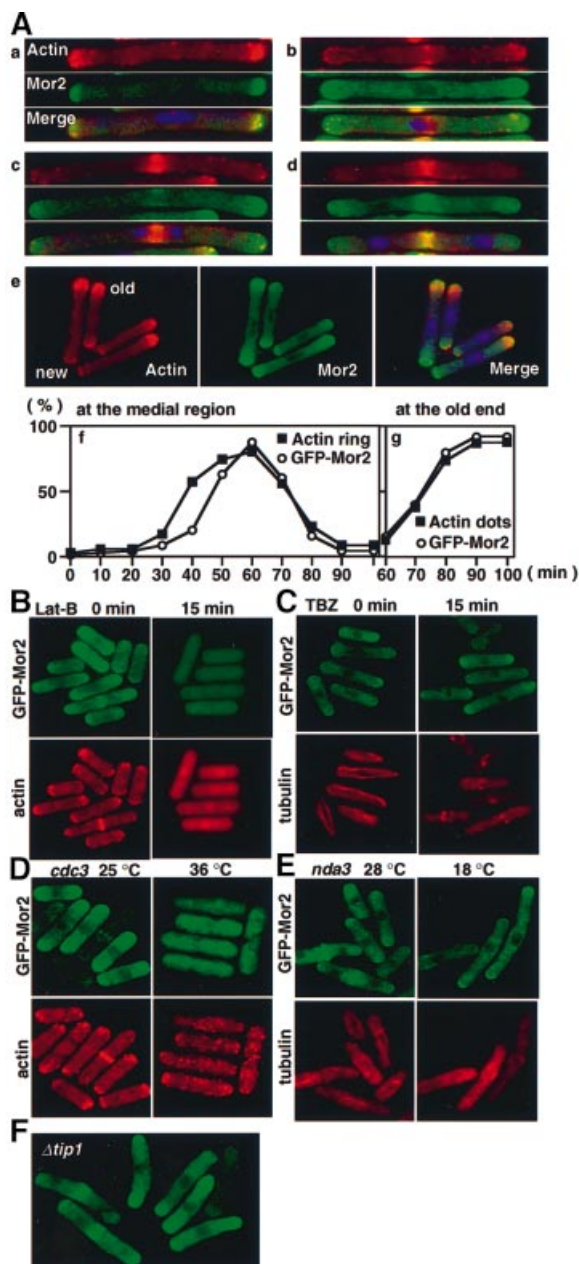 A
a Actin
Mor2
Merge
b
c
d
e old
new Actin Mor2 Merge
(%) at the medial region at the old end
100 f Actin ring g
GFP-Mor2
50 Actin dots
GFP-Mor2
0
0 10 20 30 40 50 60 70 80 90 60 70 80 90 100 (min)
B Lat-B 0 min 15 min C TBZ 0 min 15 min
GFP-Mor2 GFP-Mor2
actin tubulin
D cdc3 25 °C 36 °C E nda3 28 °C 18 °C
GFP-Mor2 GFP-Mor2
actin tubulin
F Δtip1